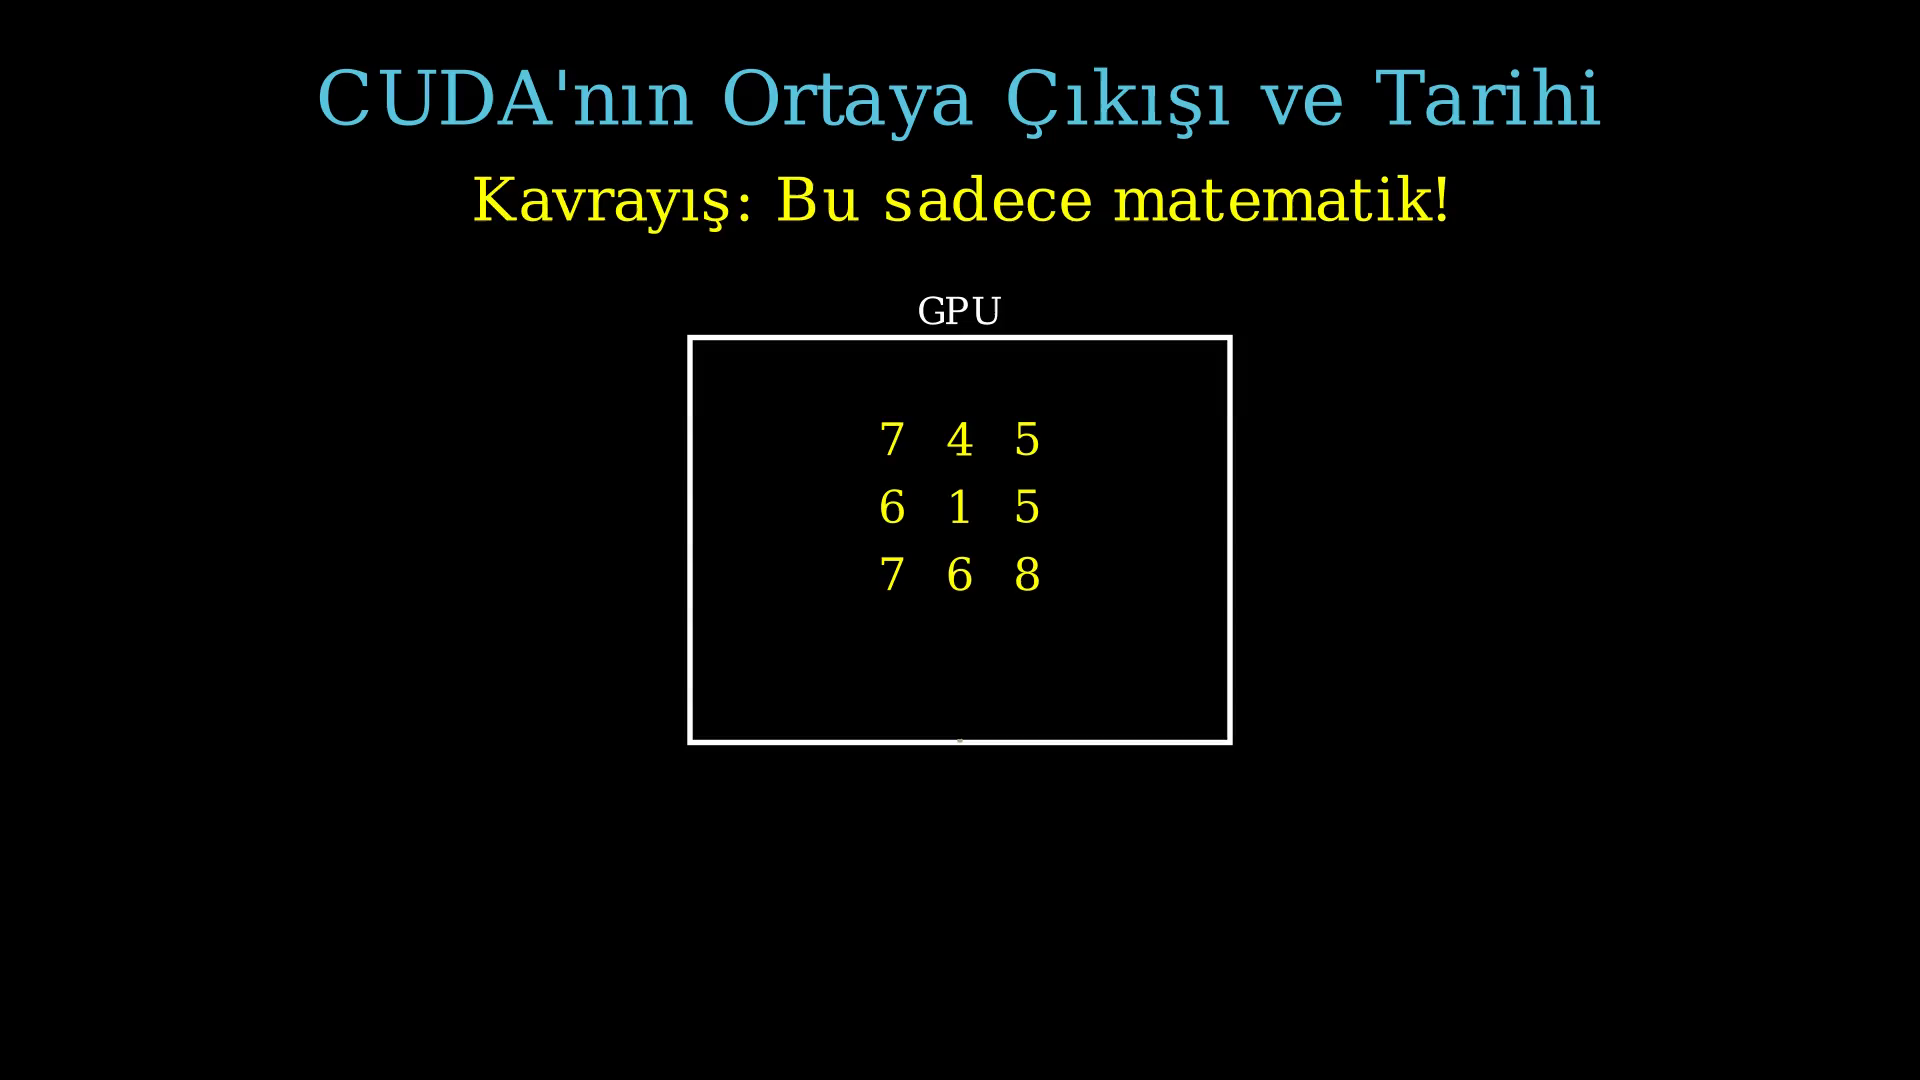 CUDA'nın Ortaya Çıkışı ve Tarihi
Kavrayış: Bu sadece matematik!
GPU
7 4 5
6 1 5
7 6 8